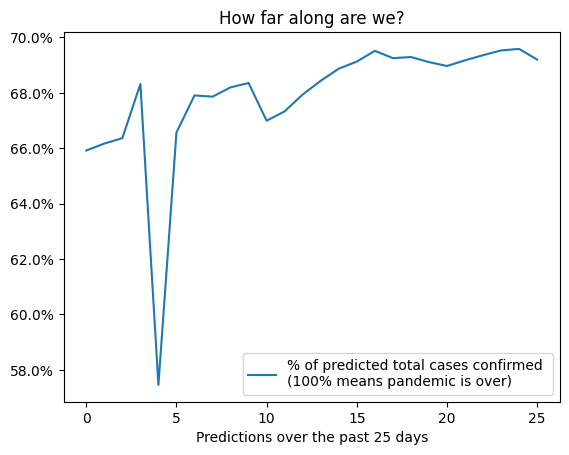 How far along are we?
70.0%
68.0%
66.0%
64.0%
62.0%
60.0%
58.0%
% of predicted total cases confirmed
(100% means pandemic is over)
0 5 10 15 20 25
Predictions over the past 25 days